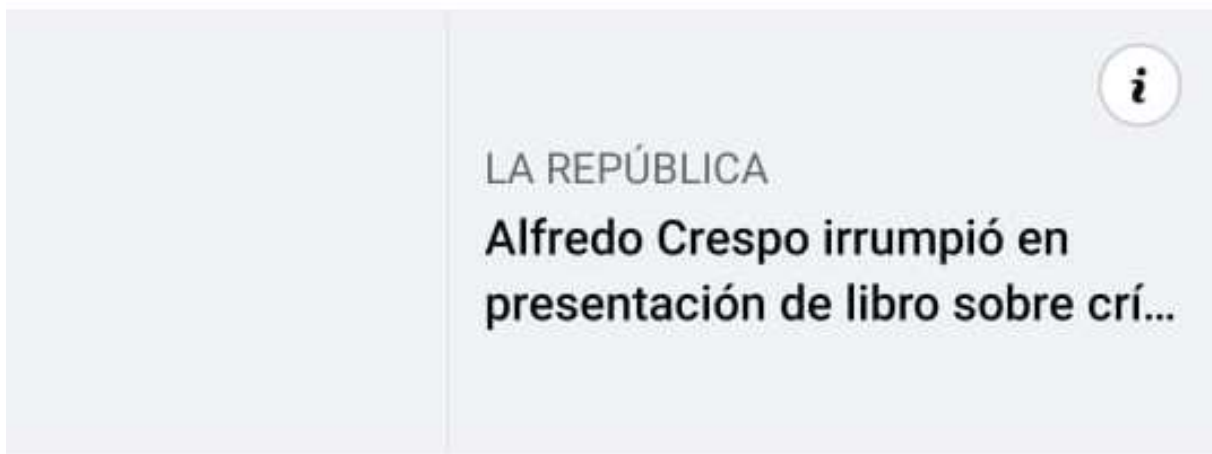 i
LA REPÚBLICA
Alfredo Crespo irrumpió en
presentación de libro sobre crí...